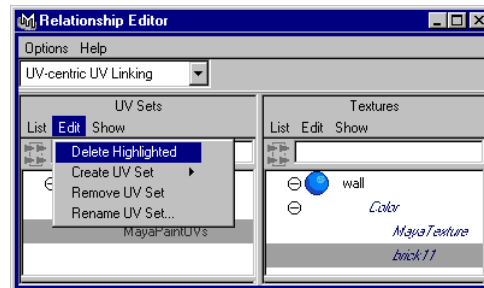 Relationship Editor
Options Help
UV-centric UV Linking
UV Sets
List Edit Show
Delete Highlighted
Create UV Set
Remove UV Set
Rename UV Set...
MayaPaintUVs
Textures
List Edit Show
wall
Color
MayaTexture
brick11